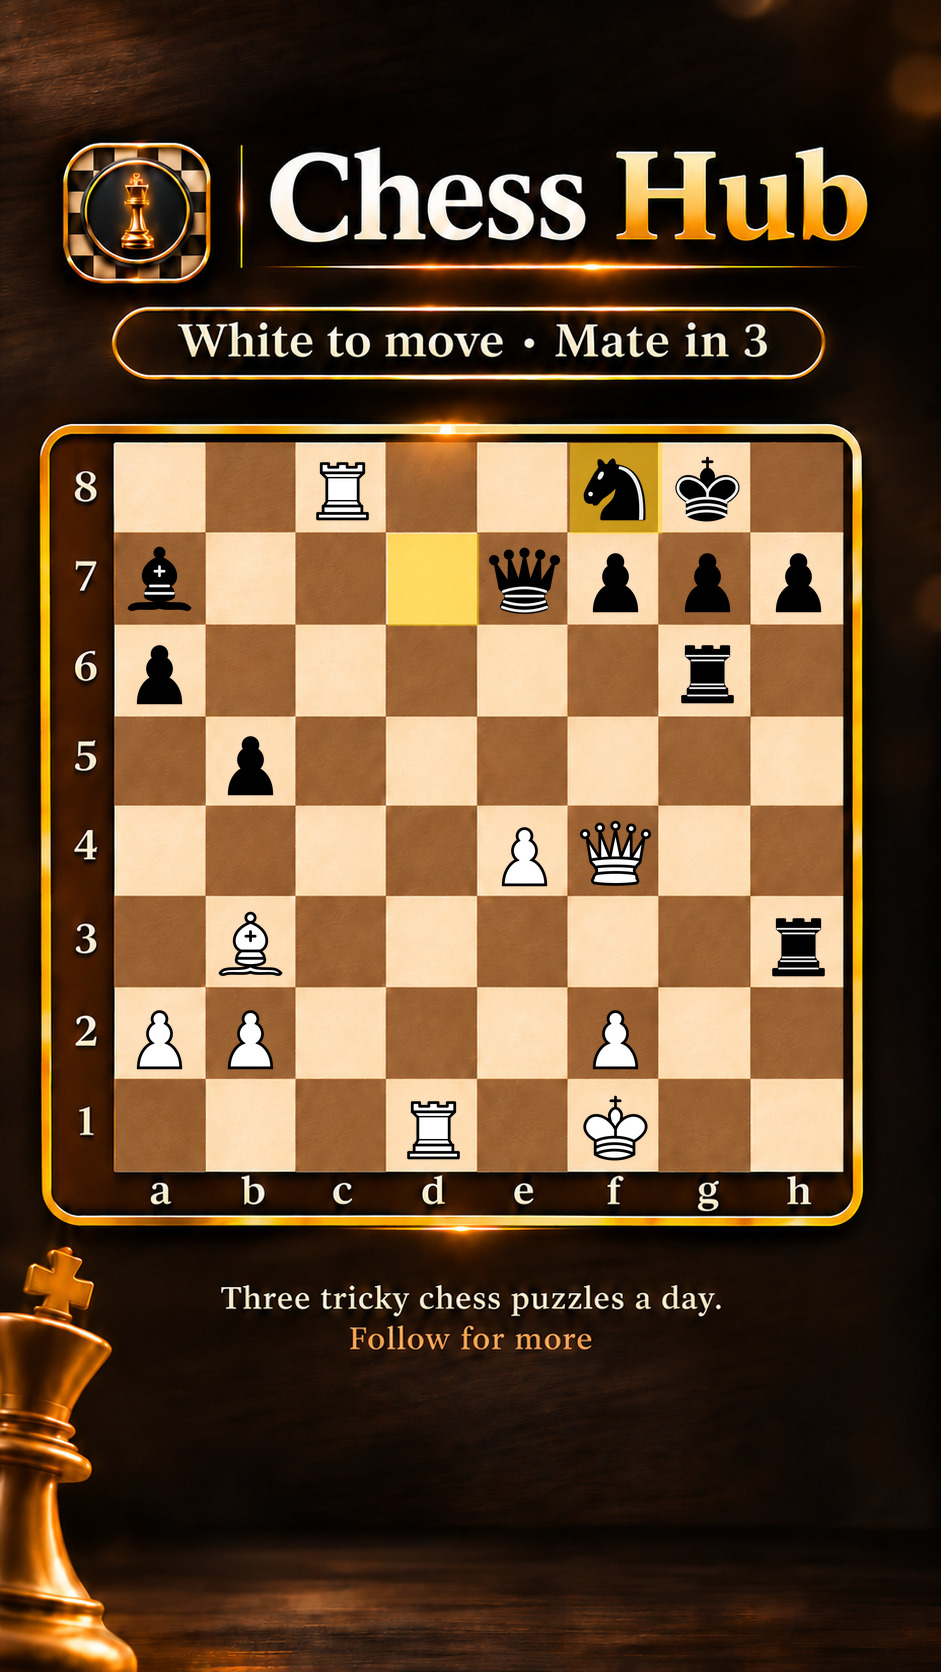 Chess Hub
White to move • Mate in 3
8
7
6
5
4
3
2
1
a b c d e f g h
Three tricky chess puzzles a day.
Follow for more